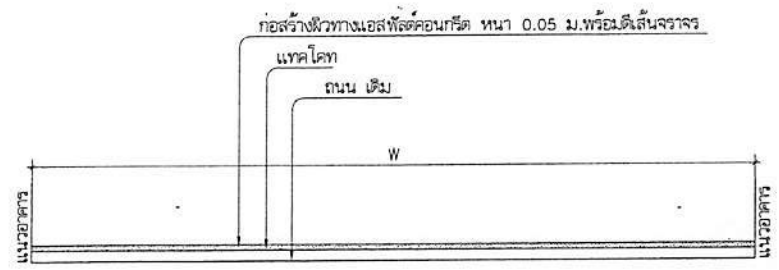 ก่อสร้างผิวทางแอสฟัลต์คอนกรีต หนา 0.05 ม.พร้อมตีเส้นจราจร
แทคโคท
ถนน เดิม
W
แนวอาคาร
แนวอาคาร